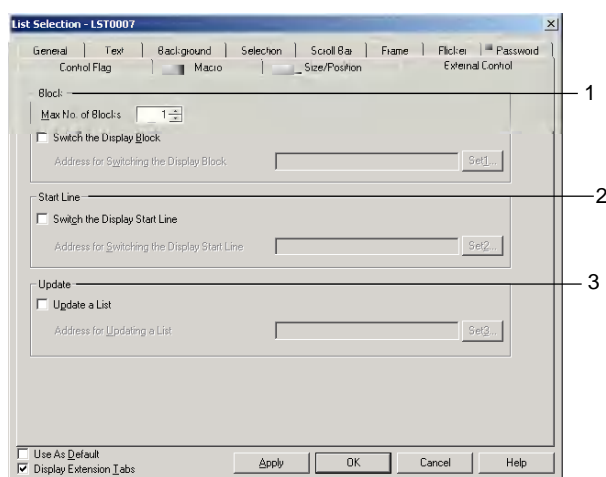 List Selection - LST0007
General Text Background Selection Scroll Bar Frame Flicker Password
Control Flag Macro Size/Position External Control
Block 1
Max No. of Blocks 1
Switch the Display Block
Address for Switching the Display Block Set1...
Start Line 2
Switch the Display Start Line
Address for Switching the Display Start Line Set2...
Update 3
Update a List
Address for Updating a List Set3...
Use As Default
Display Extension Tabs Apply OK Cancel Help